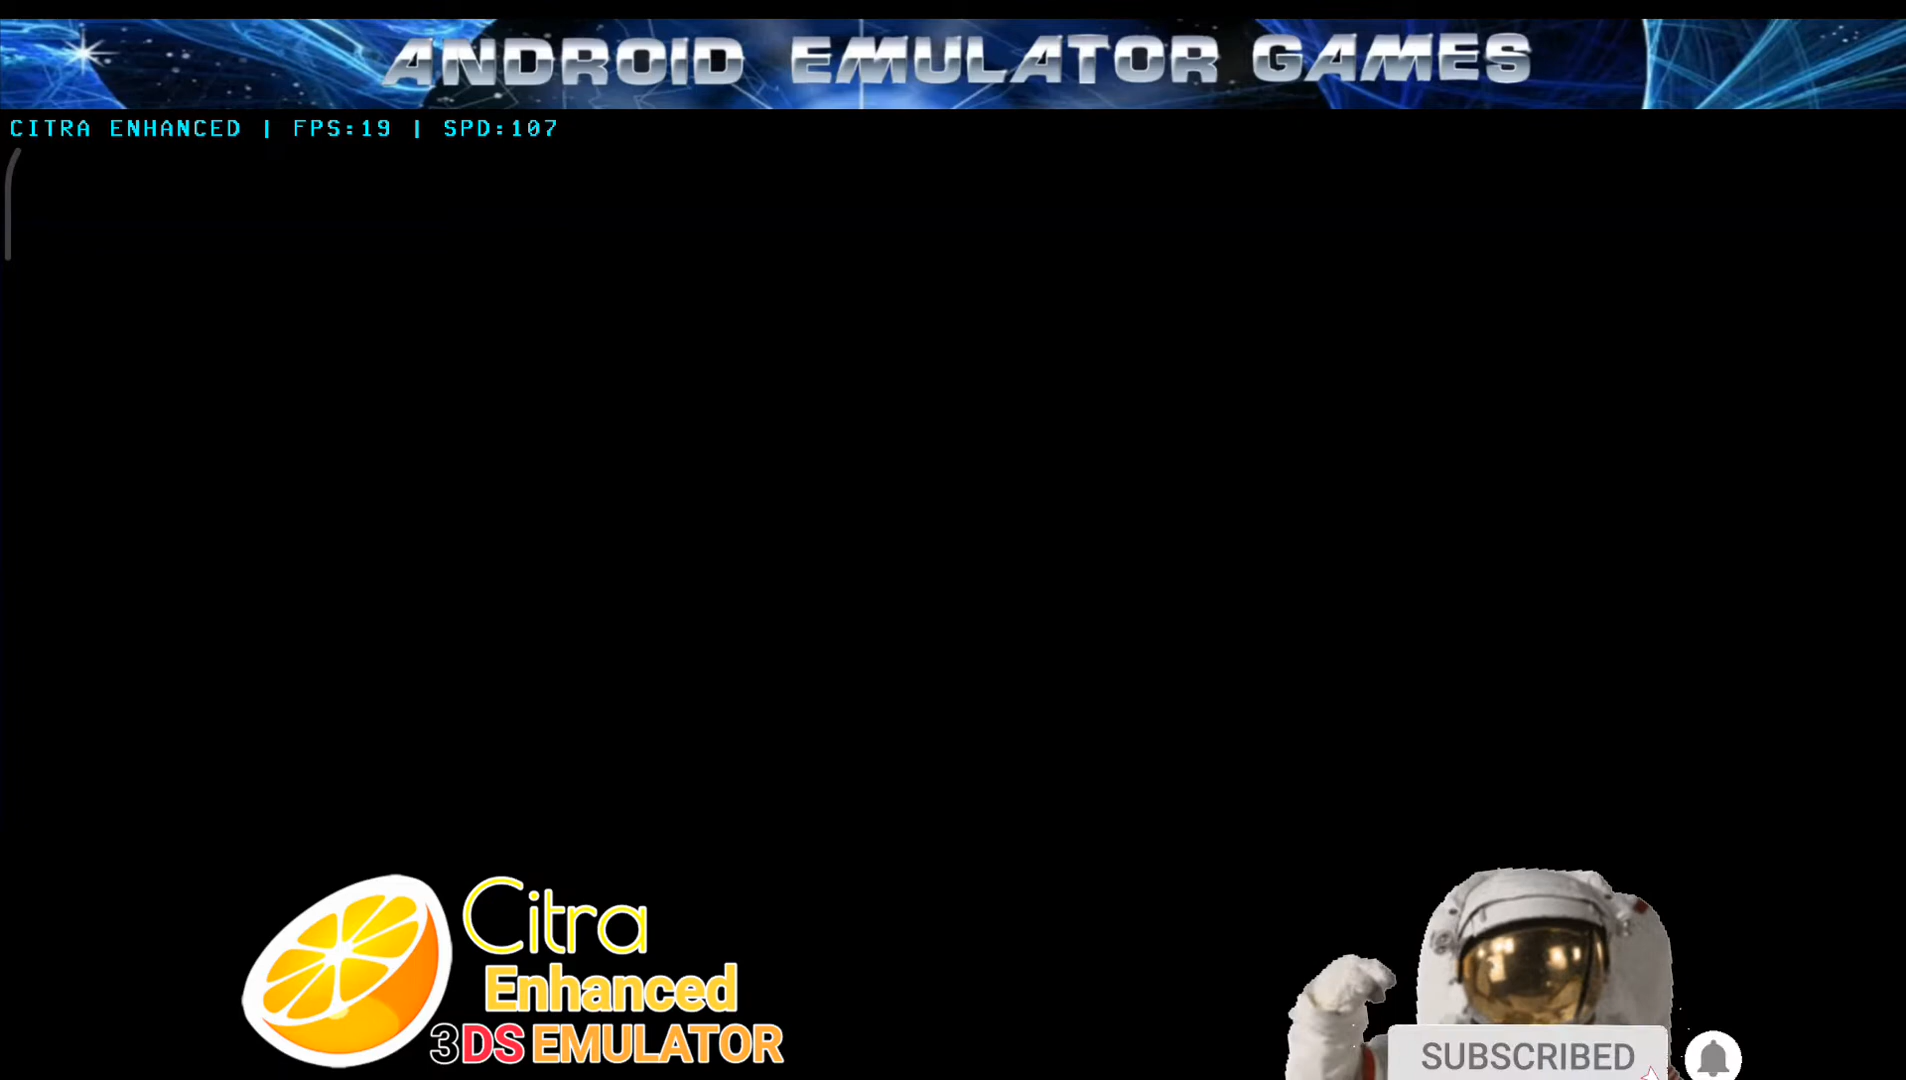 ANDROID EMULATOR GAMES
CITRA ENHANCED | FPS:19 | SPD:107
Citra
Enhanced
3DS EMULATOR
SUBSCRIBED